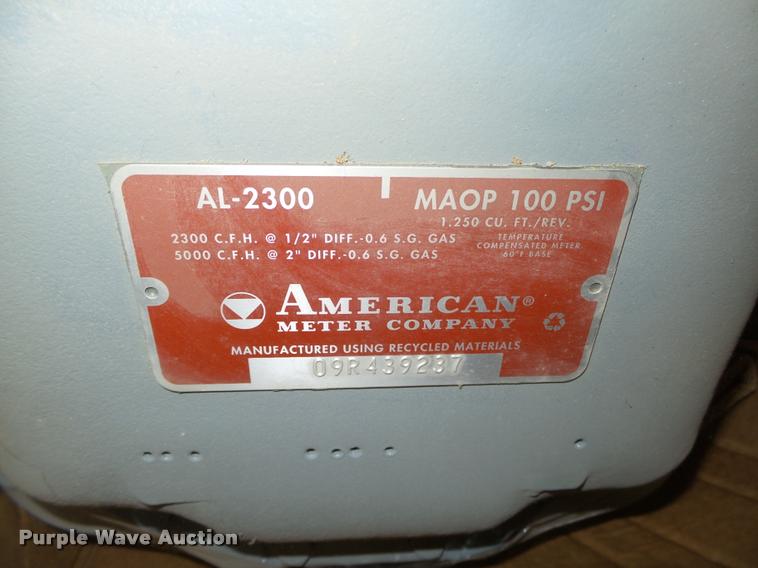 AL-2300 MAOP 100 PSI
1.250 CU. FT./REV.
2300 C.F.H. @ 1/2" DIFF.-0.6 S.G. GAS TEMPERATURE
COMPENSATED METER
5000 C.F.H. @ 2" DIFF.-0.6 S.G. GAS 60°F BASE
AMERICAN®
METER COMPANY
MANUFACTURED USING RECYCLED MATERIALS
09R439237
Purple Wave Auction